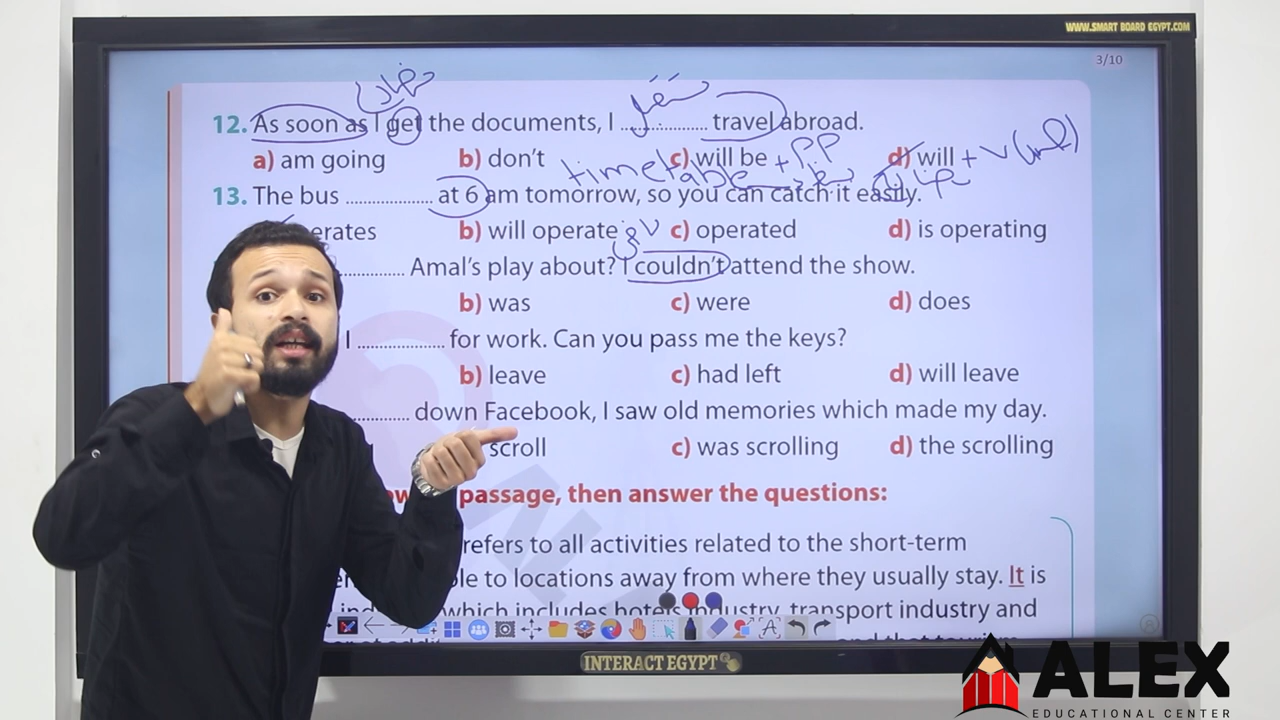 WWW.SMART BOARD EGYPT.COM
3/10
12. As soon as I get the documents, I .................. travel abroad.
a) am going b) don't c) will be d) will
+ PP
+ v(inf)
timetable
13. The bus .................. at 6 am tomorrow, so you can catch it easily.
erates b) will operate c) operated d) is operating
.............. Amal's play about? I couldn't attend the show.
b) was c) were d) does
I .................. for work. Can you pass me the keys?
b) leave c) had left d) will leave
............. down Facebook, I saw old memories which made my day.
scroll c) was scrolling d) the scrolling
passage, then answer the questions:
refers to all activities related to the short-term
le to locations away from where they usually stay. It is
which includes hotels industry, transport industry and
and that tourism
INTERACT EGYPT
ALEX
EDUCATIONAL CENTER